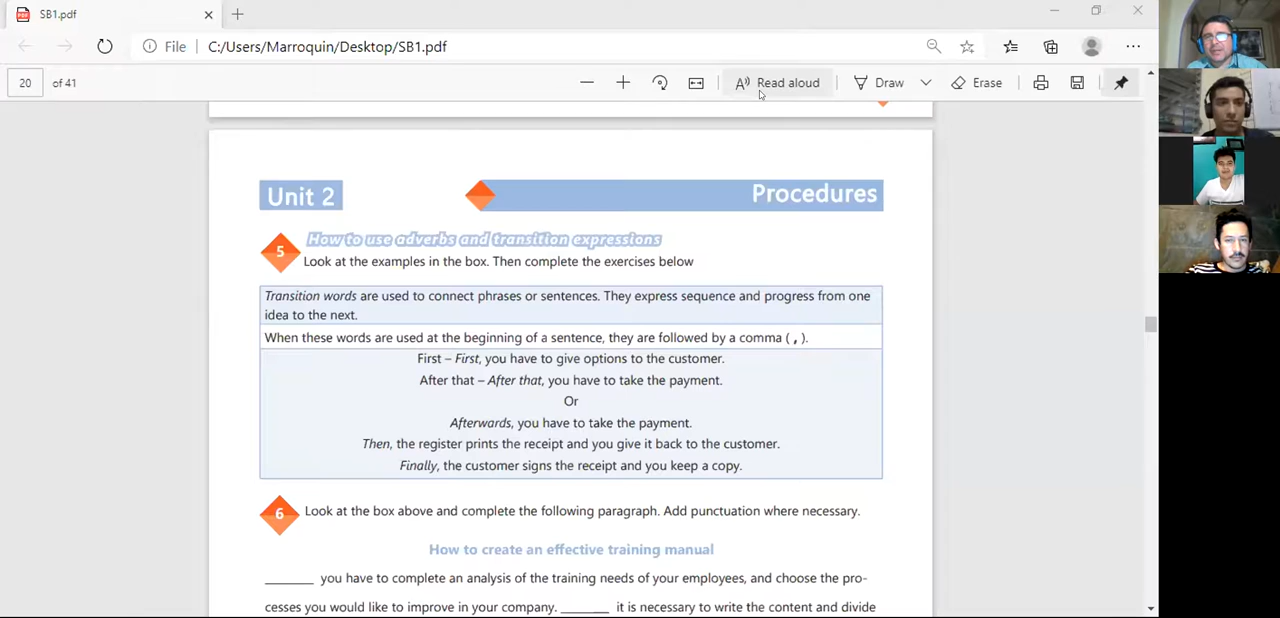 SB1.pdf
File
C:/Users/Marroquin/Desktop/SB1.pdf
20 of 41
Read aloud
Draw
Erase
Unit 2
Procedures
5
How to use adverbs and transition expressions
Look at the examples in the box. Then complete the exercises below
Transition words are used to connect phrases or sentences. They express sequence and progress from one
idea to the next.
When these words are used at the beginning of a sentence, they are followed by a comma ( , ).
First – First, you have to give options to the customer.
After that – After that, you have to take the payment.
Or
Afterwards, you have to take the payment.
Then, the register prints the receipt and you give it back to the customer.
Finally, the customer signs the receipt and you keep a copy.
6
Look at the box above and complete the following paragraph. Add punctuation where necessary.
How to create an effective training manual
_______ you have to complete an analysis of the training needs of your employees, and choose the pro-
cesses you would like to improve in your company. _______ it is necessary to write the content and divide